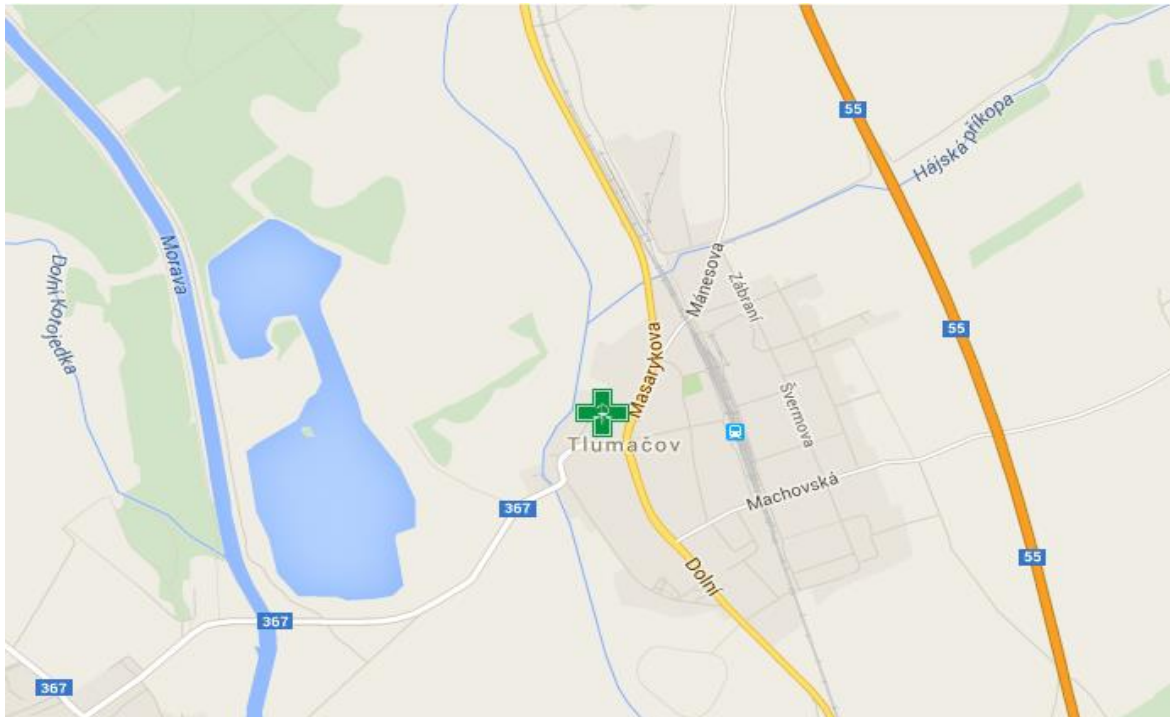 55
Hájská příkopa
Morava
Dolní Kotojedka
Mánesova
Zábraní
55
Masarykova
Švermova
Tlumačov
Machovská
367
55
Dolní
367
367